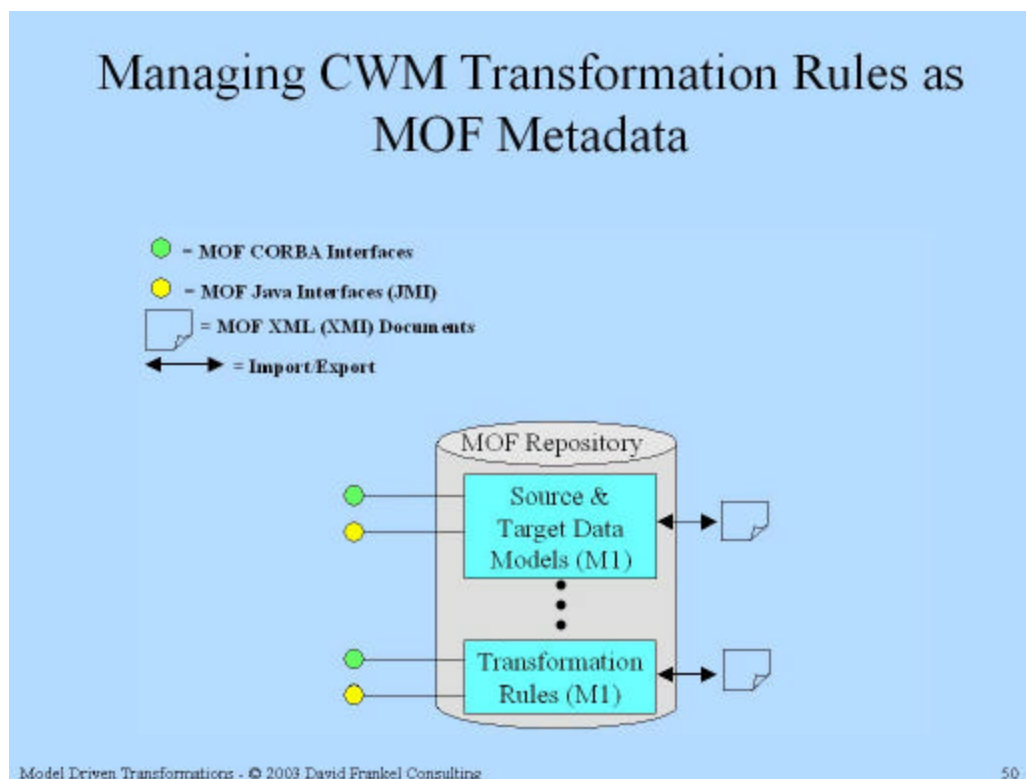 Managing CWM Transformation Rules as
MOF Metadata
= MOF CORBA Interfaces
= MOF Java Interfaces (JMI)
= MOF XML (XMI) Documents
= Import/Export
MOF Repository
Source &
Target Data
Models (M1)
Transformation
Rules (M1)
Model Driven Transformations - © 2003 David Frankel Consulting
50